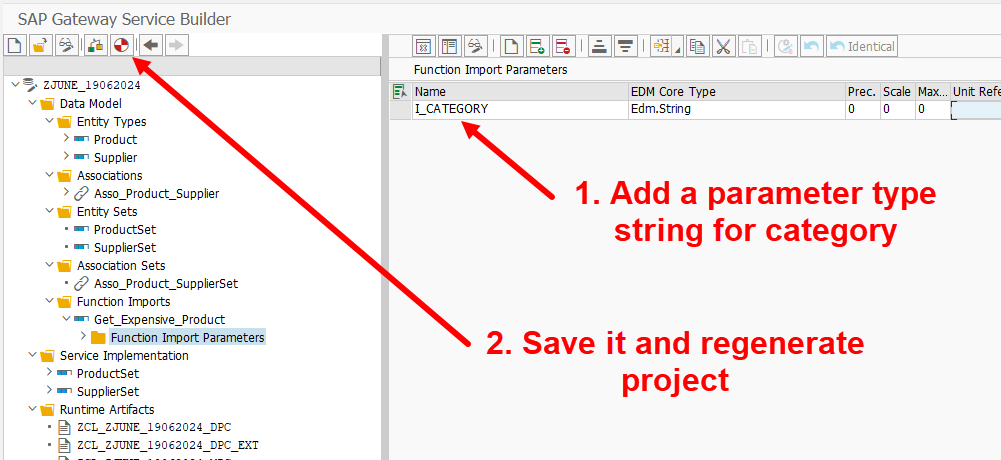 SAP Gateway Service Builder
Identical
Function Import Parameters
Name EDM Core Type Prec. Scale Max... Unit Refe
I_CATEGORY Edm.String 0 0 0
ZJUNE_19062024
Data Model
Entity Types
Product
Supplier
Associations
Asso_Product_Supplier
Entity Sets
ProductSet
SupplierSet
Association Sets
Asso_Product_SupplierSet
Function Imports
Get_Expensive_Product
Function Import Parameters
Service Implementation
ProductSet
SupplierSet
Runtime Artifacts
ZCL_ZJUNE_19062024_DPC
ZCL_ZJUNE_19062024_DPC_EXT
1. Add a parameter type
string for category
2. Save it and regenerate
project